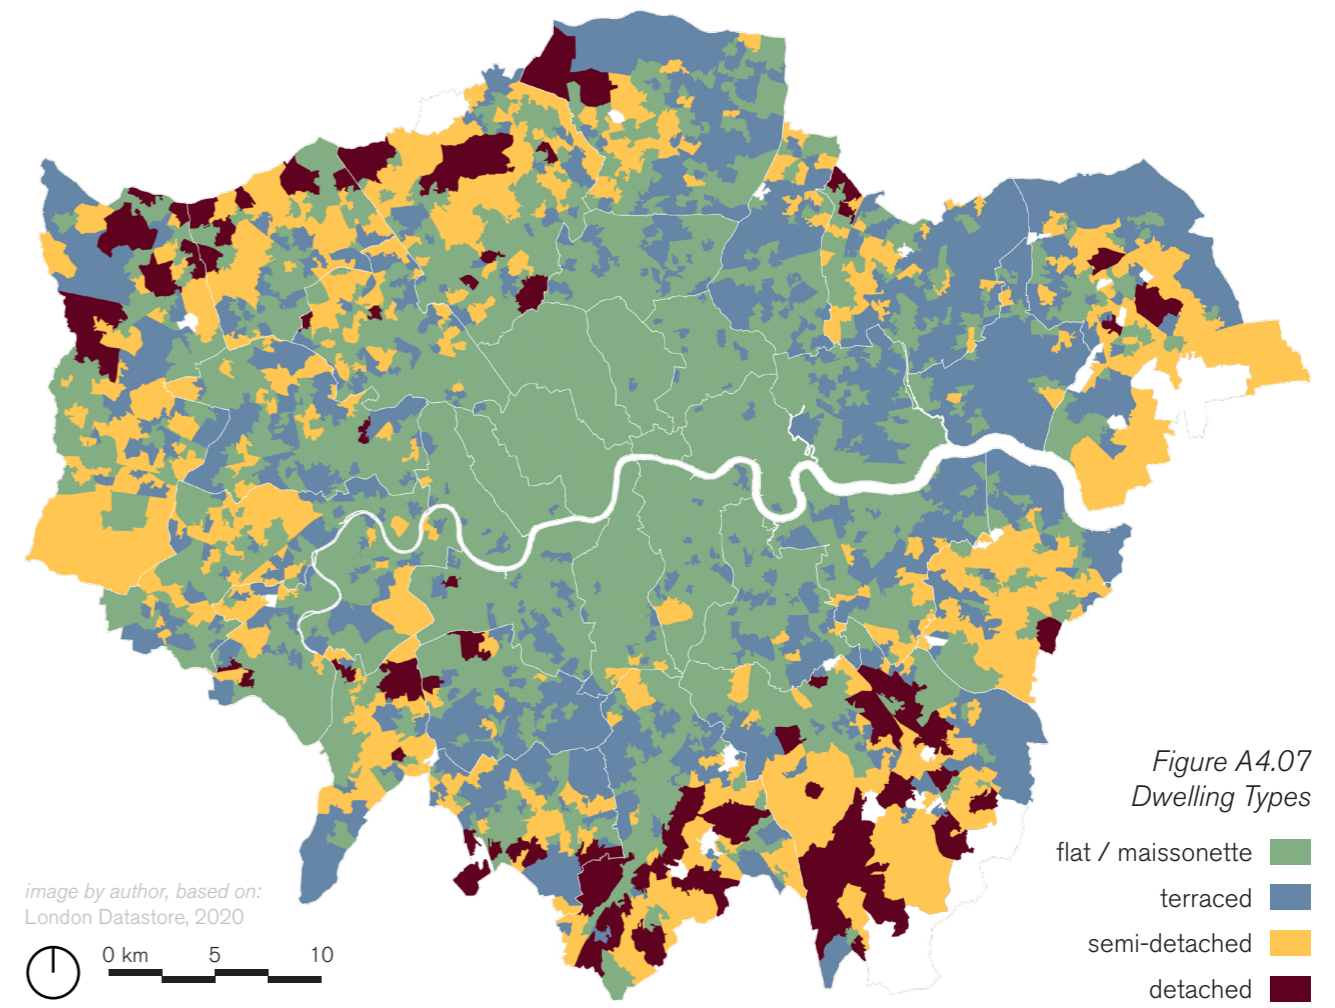 Figure A4.07
Dwelling Types
flat / maissonette
terraced
semi-detached
detached
image by author, based on:
London Datastore, 2020
0 km 5 10